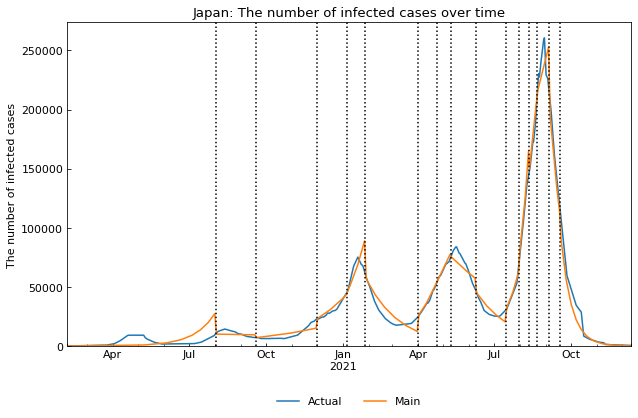 Japan: The number of infected cases over time
The number of infected cases
250000
200000
150000
100000
50000
0
Apr Jul Oct Jan Apr Jul Oct
2021
Actual Main